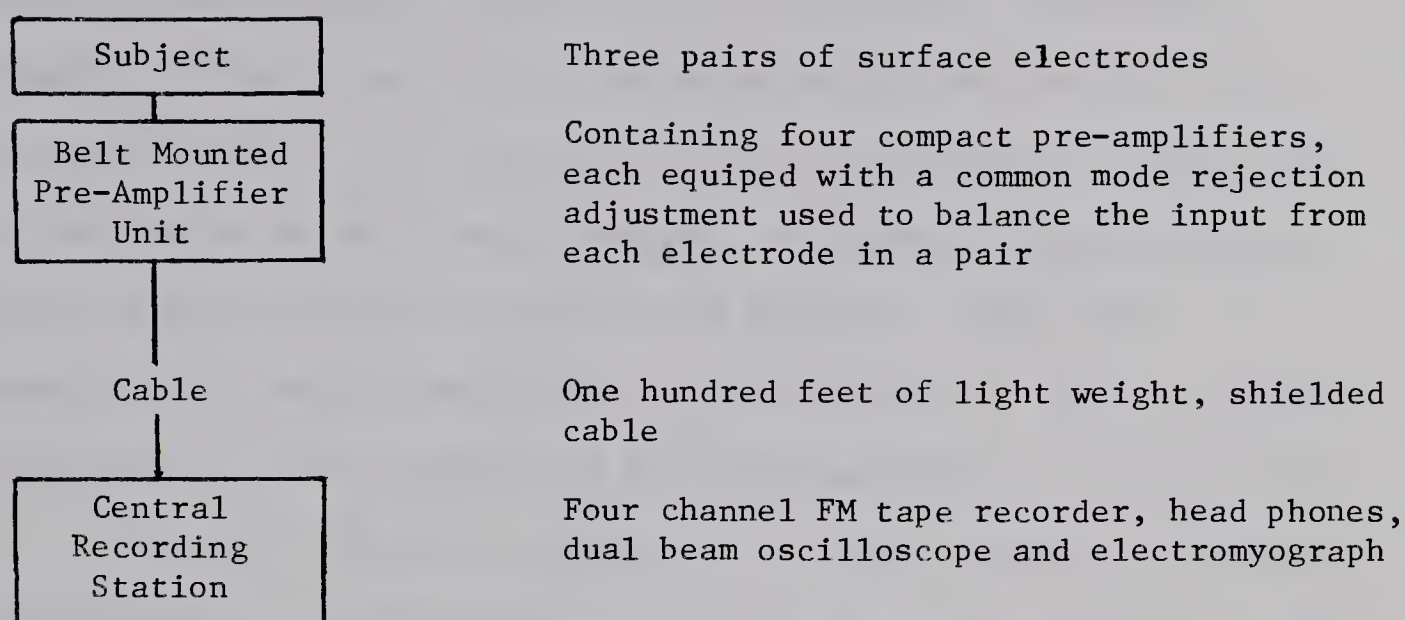 Subject
Three pairs of surface electrodes
Belt Mounted
Pre-Amplifier
Unit
Containing four compact pre-amplifiers,
each equiped with a common mode rejection
adjustment used to balance the input from
each electrode in a pair
Cable
One hundred feet of light weight, shielded
cable
Central
Recording
Station
Four channel FM tape recorder, head phones,
dual beam oscilloscope and electromyograph